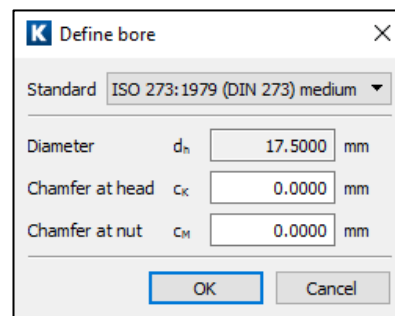 K Define bore
Standard ISO 273:1979 (DIN 273) medium
Diameter dh 17.5000 mm
Chamfer at head cK 0.0000 mm
Chamfer at nut cM 0.0000 mm
OK Cancel